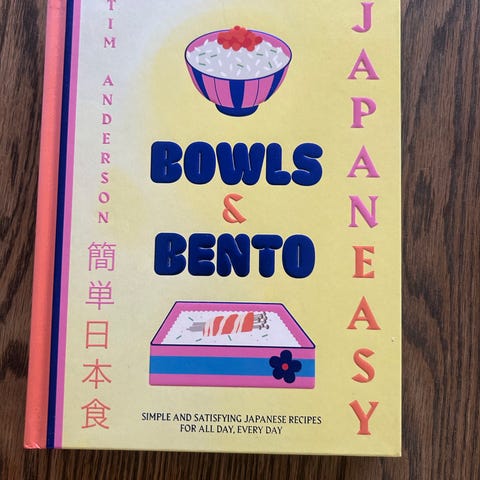 TIM ANDERSON
簡単日本食
BOWLS
&
BENTO
SIMPLE AND SATISFYING JAPANESE RECIPES
FOR ALL DAY, EVERY DAY
JAPANEASY